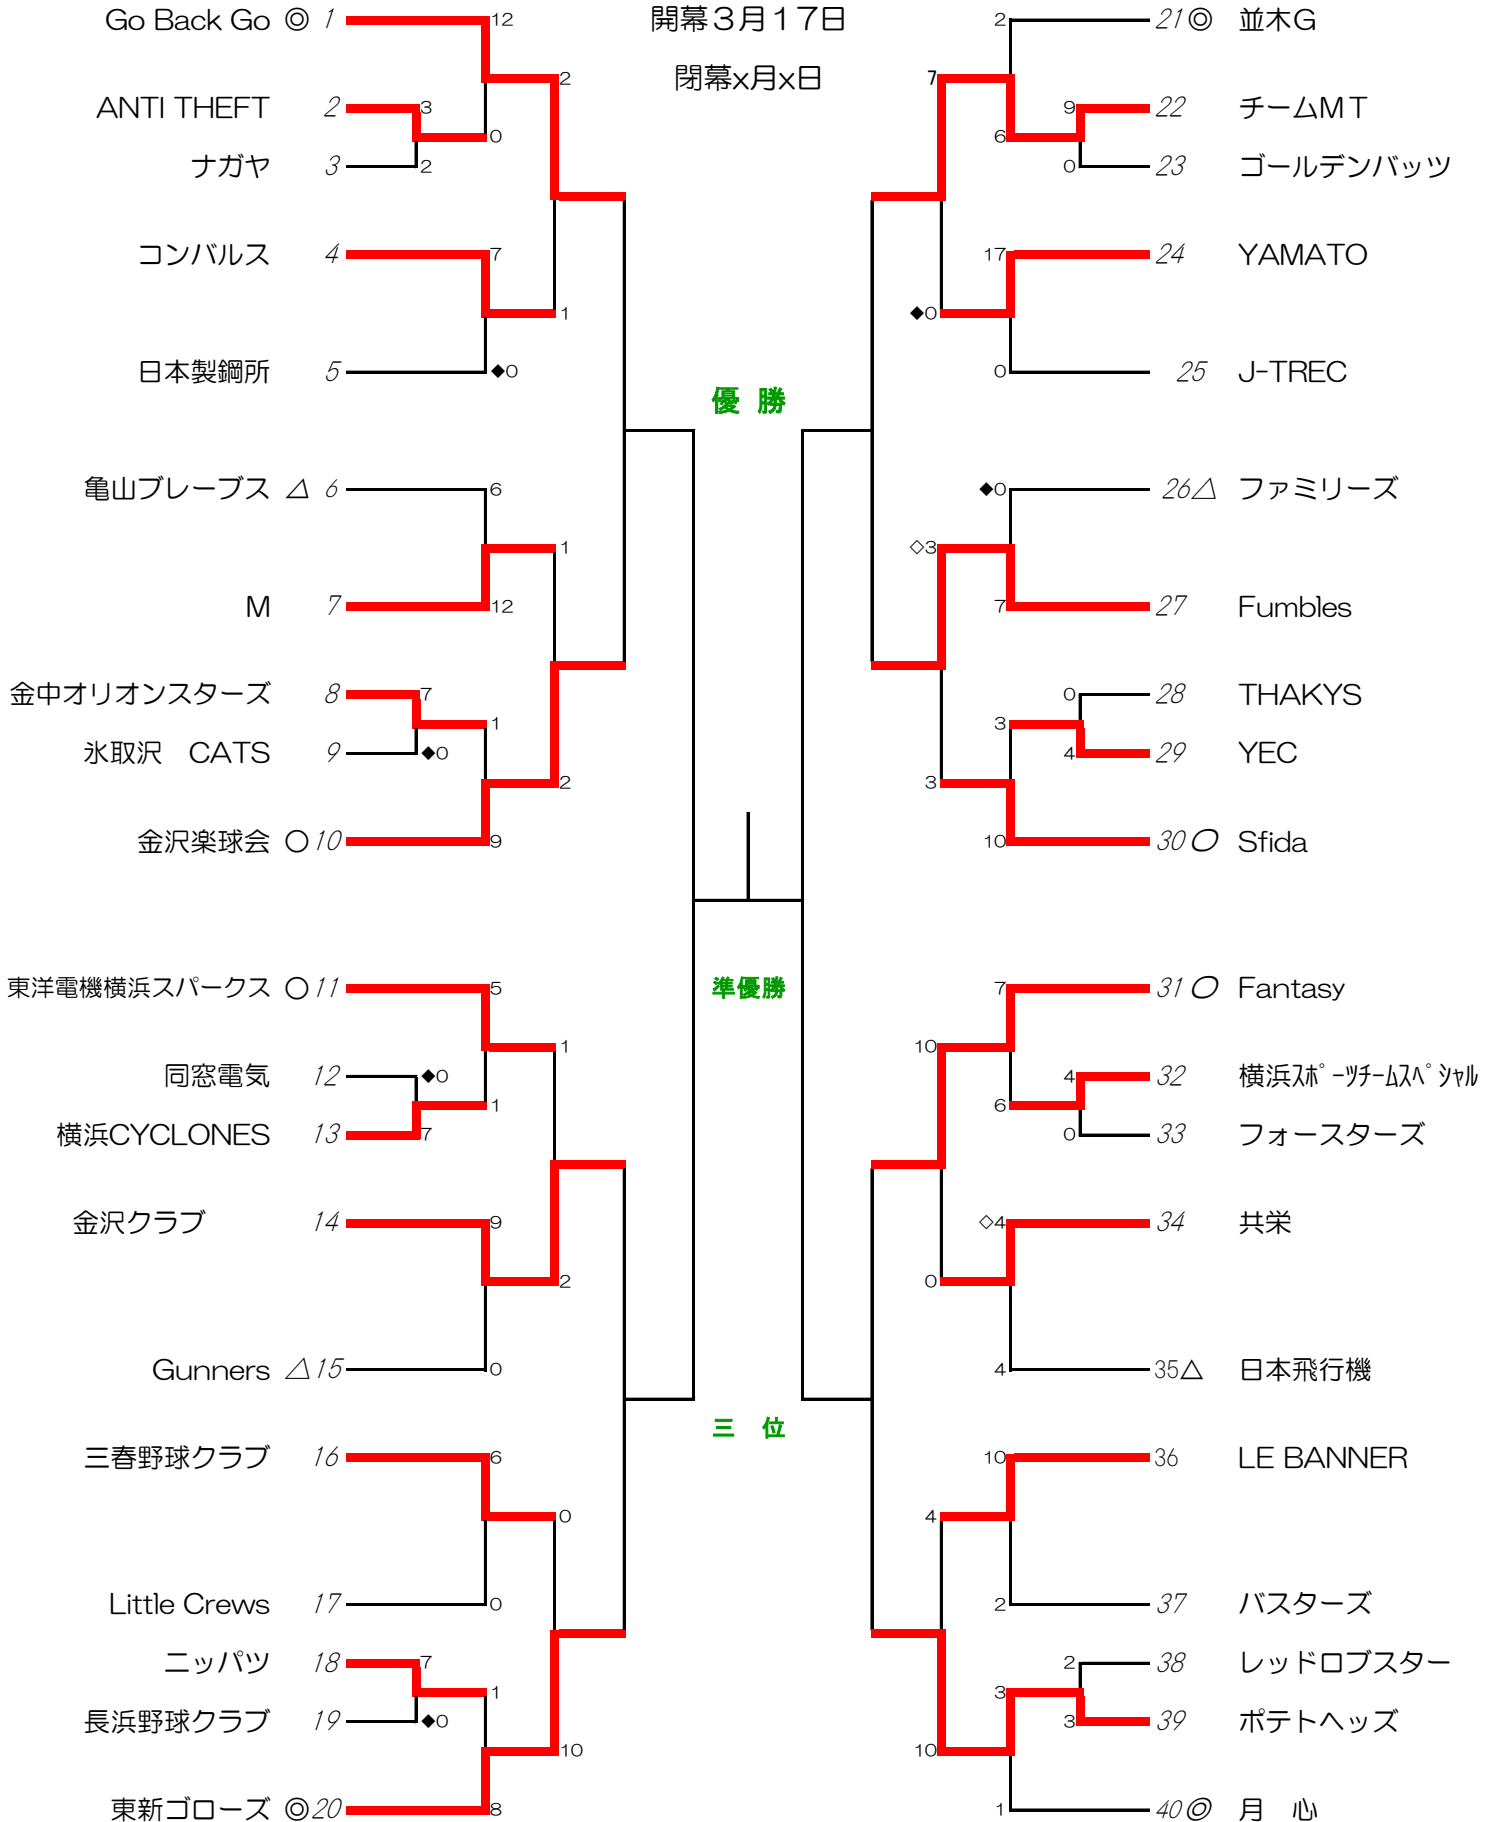 開幕３月１７日
閉幕x月x日
Go Back Go ◎ 1 12
2
ANTI THEFT 2 3
0
ナガヤ 3 2
コンバルス 4 7
1
日本製鋼所 5 ◆0
亀山ブレーブス △ 6 6
1
M 7 12
金中オリオンスターズ 8 7
1
氷取沢　CATS 9 ◆0
2
金沢楽球会 ○ 10 9
東洋電機横浜スパークス ○ 11 5
1
同窓電気 12 ◆0
1
横浜CYCLONES 13 7
金沢クラブ 14 9
2
Gunners △ 15 0
三春野球クラブ 16 6
0
Little Crews 17 0
ニッパツ 18 7
1
長浜野球クラブ 19 ◆0
10
東新ゴローズ ◎ 20 8
優 勝
準優勝
三 位
2 21 ◎ 並木G
7
9 22 チームＭＴ
6
0 23 ゴールデンバッツ
17 24 YAMATO
◆0
0 25 J-TREC
◆0 26 △ ファミリーズ
◇3
7 27 Fumbles
0 28 THAKYS
3
4 29 YEC
3
10 30 ○ Sfida
7 31 ○ Fantasy
10
4 32 横浜ｽﾎﾟｰﾂﾁｰﾑｽﾍﾟｼｬﾙ
6
0 33 フォースターズ
◇4 34 共栄
0
4 35 △ 日本飛行機
10 36 LE BANNER
4
2 37 バスターズ
2 38 レッドロブスター
3
3 39 ポテトヘッズ
10
1 40 ◎ 月　心